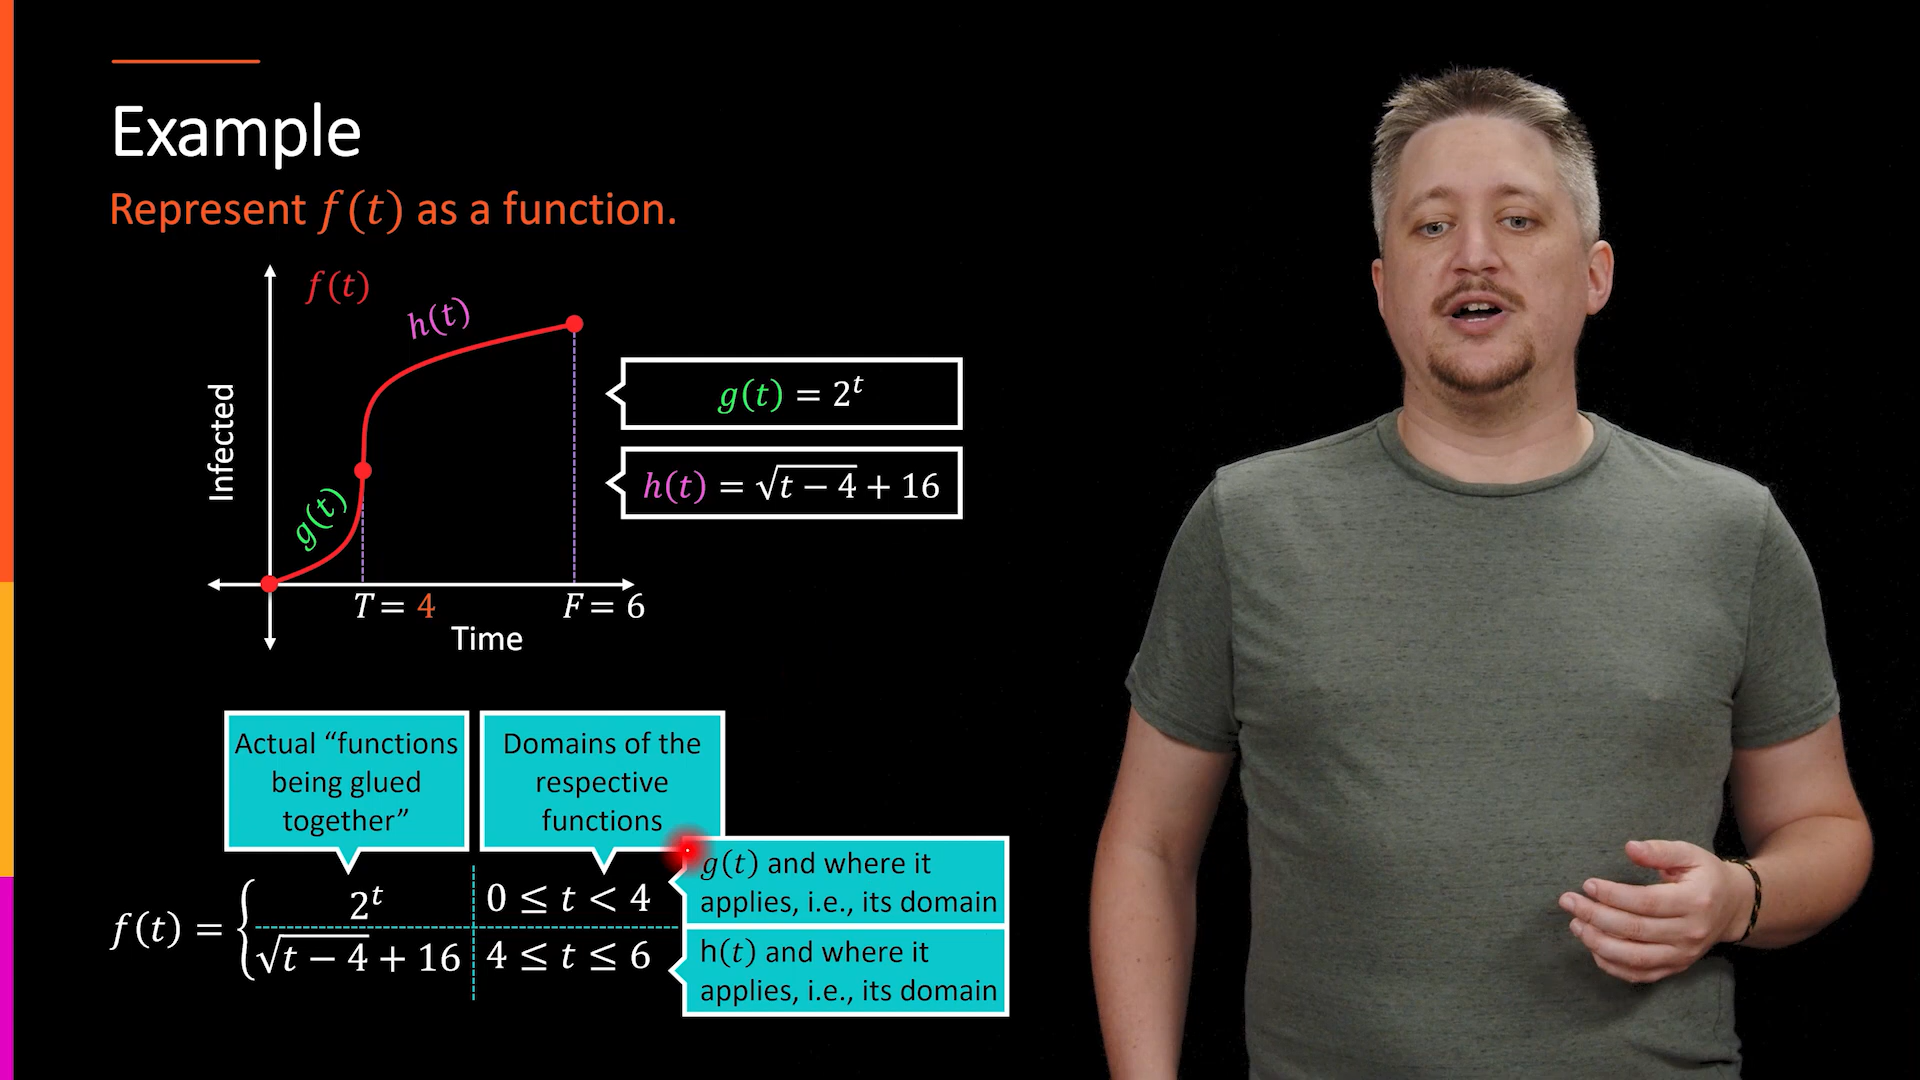 Example
Represent f(t) as a function.
f(t)
h(t)
g(t)
Infected
T = 4
F = 6
Time
g(t) = 2^t
h(t) = √(t − 4) + 16
Actual “functions
being glued
together”
Domains of the
respective
functions
f(t) = {
2^t 0 ≤ t < 4
√(t − 4) + 16 4 ≤ t ≤ 6
g(t) and where it
applies, i.e., its domain
h(t) and where it
applies, i.e., its domain